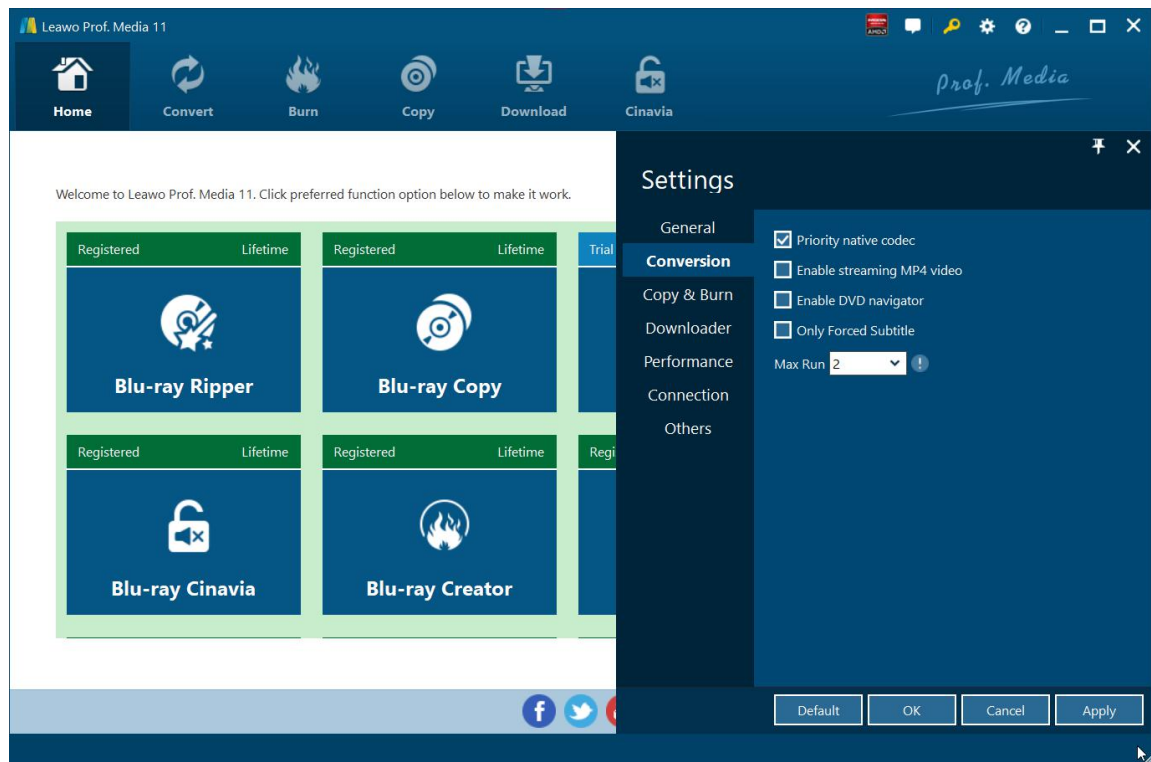 Leawo Prof. Media 11
AMD
Home
Convert
Burn
Copy
Download
Cinavia
Prof. Media
Welcome to Leawo Prof. Media 11. Click preferred function option below to make it work.
Registered Lifetime
Blu-ray Ripper
Registered Lifetime
Blu-ray Copy
Trial
Registered Lifetime
Blu-ray Cinavia
Registered Lifetime
Blu-ray Creator
Regi
Settings
General
Conversion
Copy & Burn
Downloader
Performance
Connection
Others
Priority native codec
Enable streaming MP4 video
Enable DVD navigator
Only Forced Subtitle
Max Run 2
Default
OK
Cancel
Apply